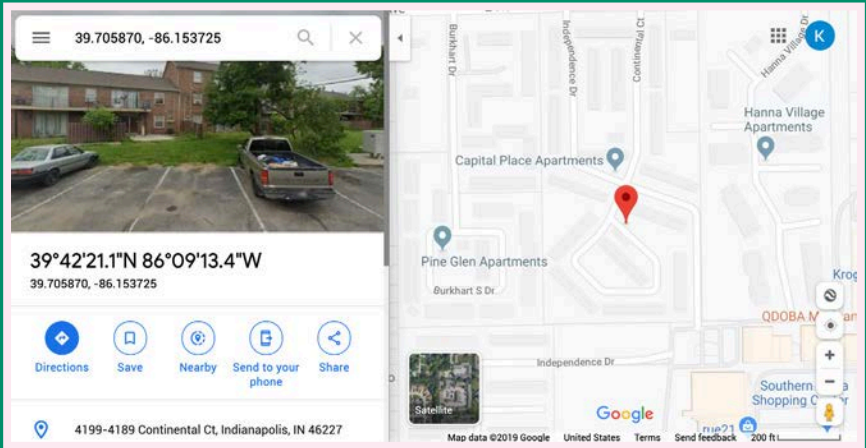 39.705870, -86.153725
39°42'21.1"N 86°09'13.4"W
39.705870, -86.153725
Directions
Save
Nearby
Send to your
phone
Share
4199-4189 Continental Ct, Indianapolis, IN 46227
Burkhart Dr
Independence Dr
Continental Ct
Hanna Village Dr
K
Hanna Village
Apartments
Capital Place Apartments
Pine Glen Apartments
Burkhart S Dr
Krog
QDOBA M
Independence Dr
Southern
Shopping
rue21
Satellite
Google
Map data ©2019 Google
United States
Terms
Send feedback
200 ft